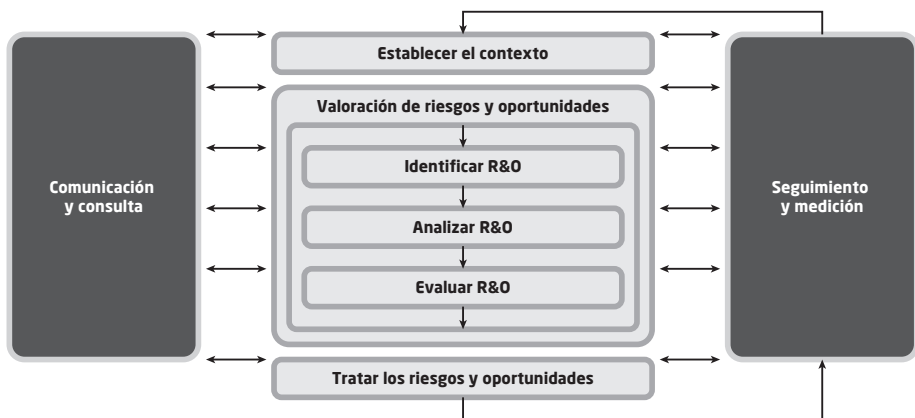 Establecer el contexto
Valoración de riesgos y oportunidades
Identificar R&O
Analizar R&O
Evaluar R&O
Tratar los riesgos y oportunidades
Comunicación
y consulta
Seguimiento
y medición